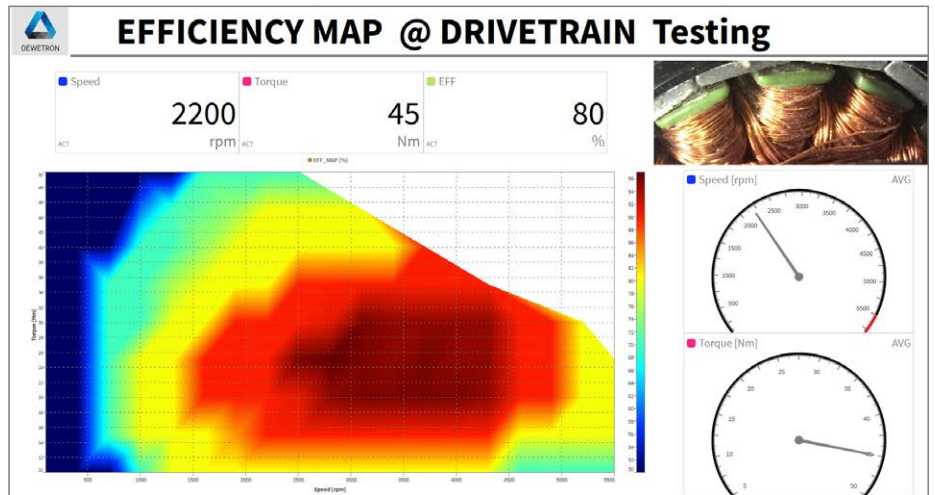 DEWETRON
EFFICIENCY MAP @ DRIVETRAIN Testing
Speed
2200
ACT
rpm
Torque
45
ACT
Nm
EFF
80
ACT
%
EFF_MAP [%]
Torque [Nm]
500
1000
1500
2000
2500
3000
3500
4000
4500
5000
5500
Speed [rpm]
Speed [rpm]
AVG
500
1000
1500
2000
2500
3000
3500
4000
4500
5000
5500
Torque [Nm]
AVG
5
10
15
20
25
30
35
40
50